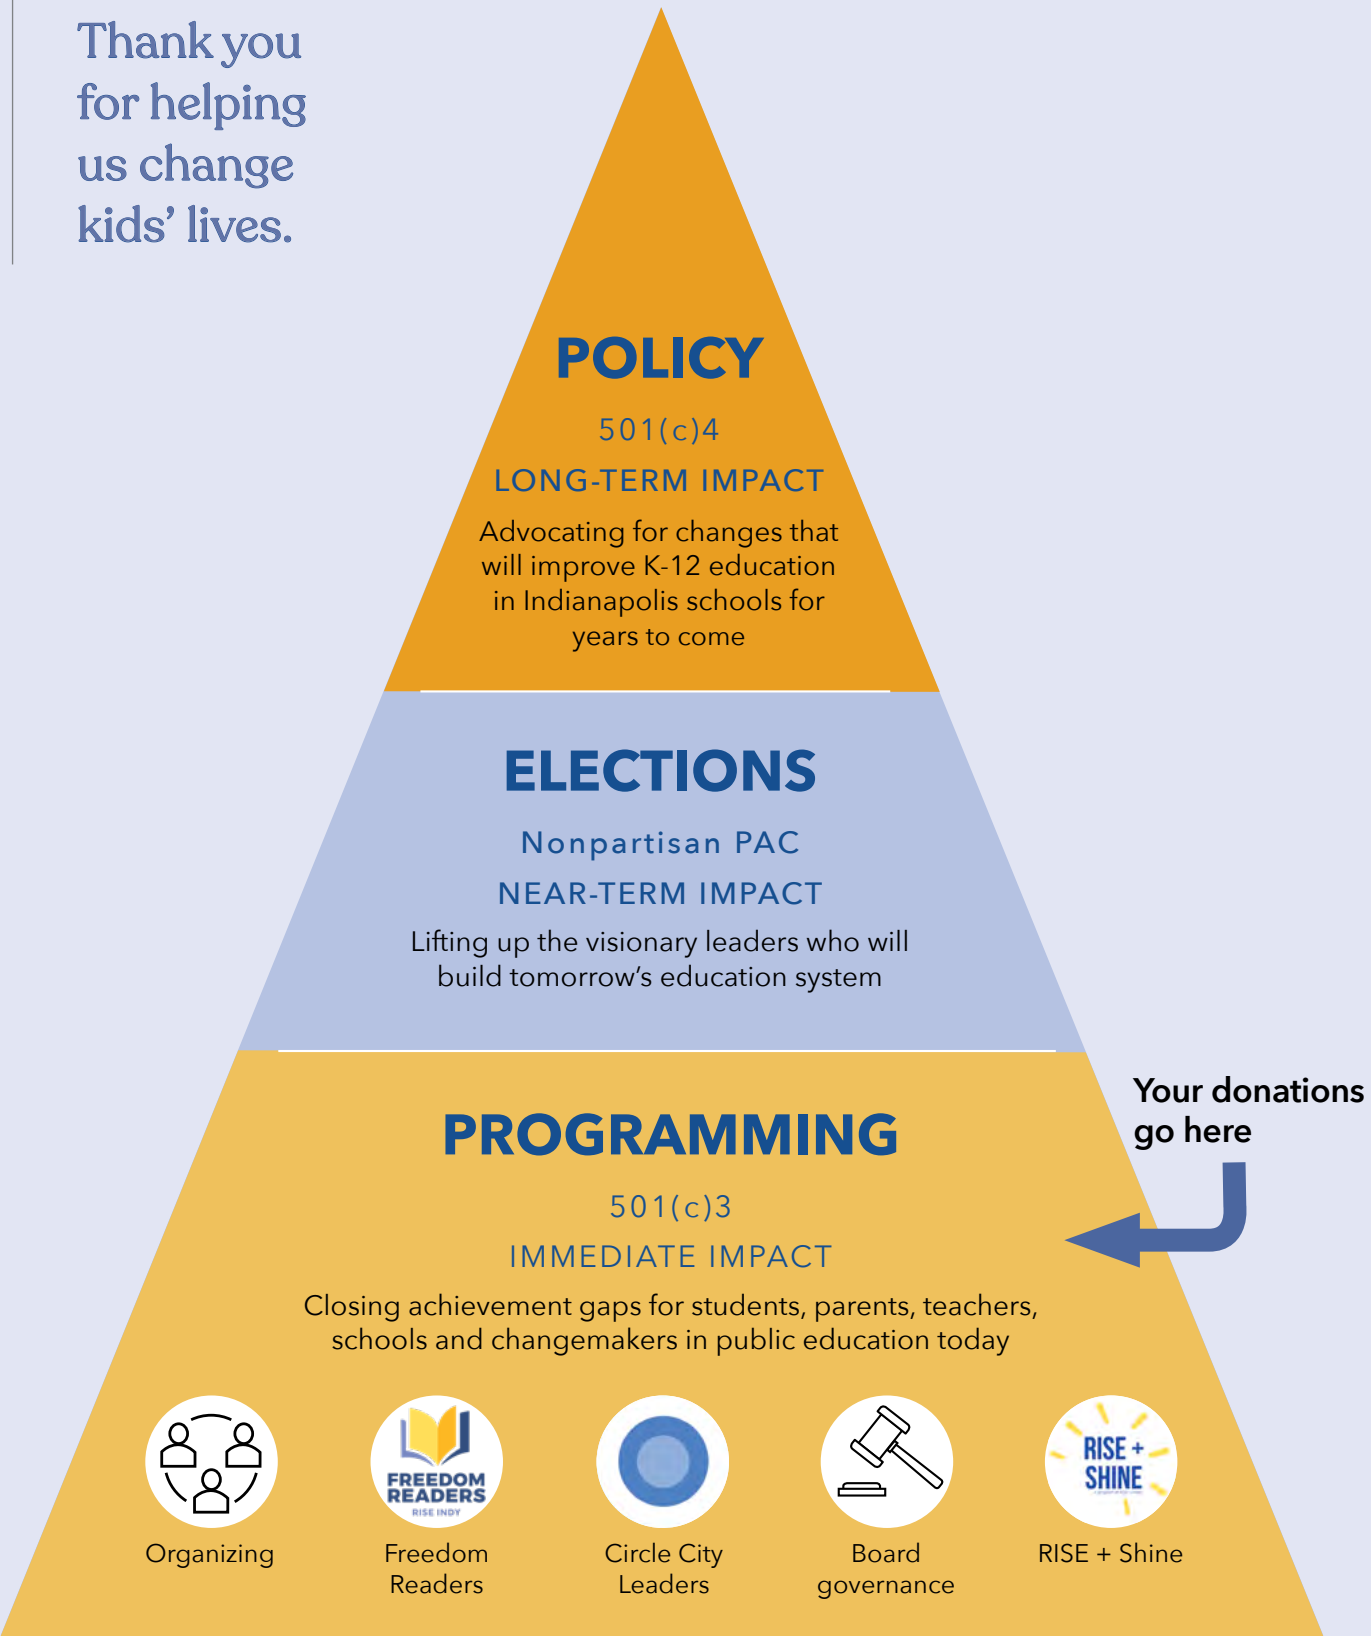 Thank you
for helping
us change
kids’ lives.
POLICY
501(c)4
LONG-TERM IMPACT
Advocating for changes that
will improve K-12 education
in Indianapolis schools for
years to come
ELECTIONS
Nonpartisan PAC
NEAR-TERM IMPACT
Lifting up the visionary leaders who will
build tomorrow’s education system
Your donations
go here
PROGRAMMING
501(c)3
IMMEDIATE IMPACT
Closing achievement gaps for students, parents, teachers,
schools and changemakers in public education today
FREEDOM
READERS
RISE INDY
RISE +
SHINE
Organizing
Freedom
Readers
Circle City
Leaders
Board
governance
RISE + Shine